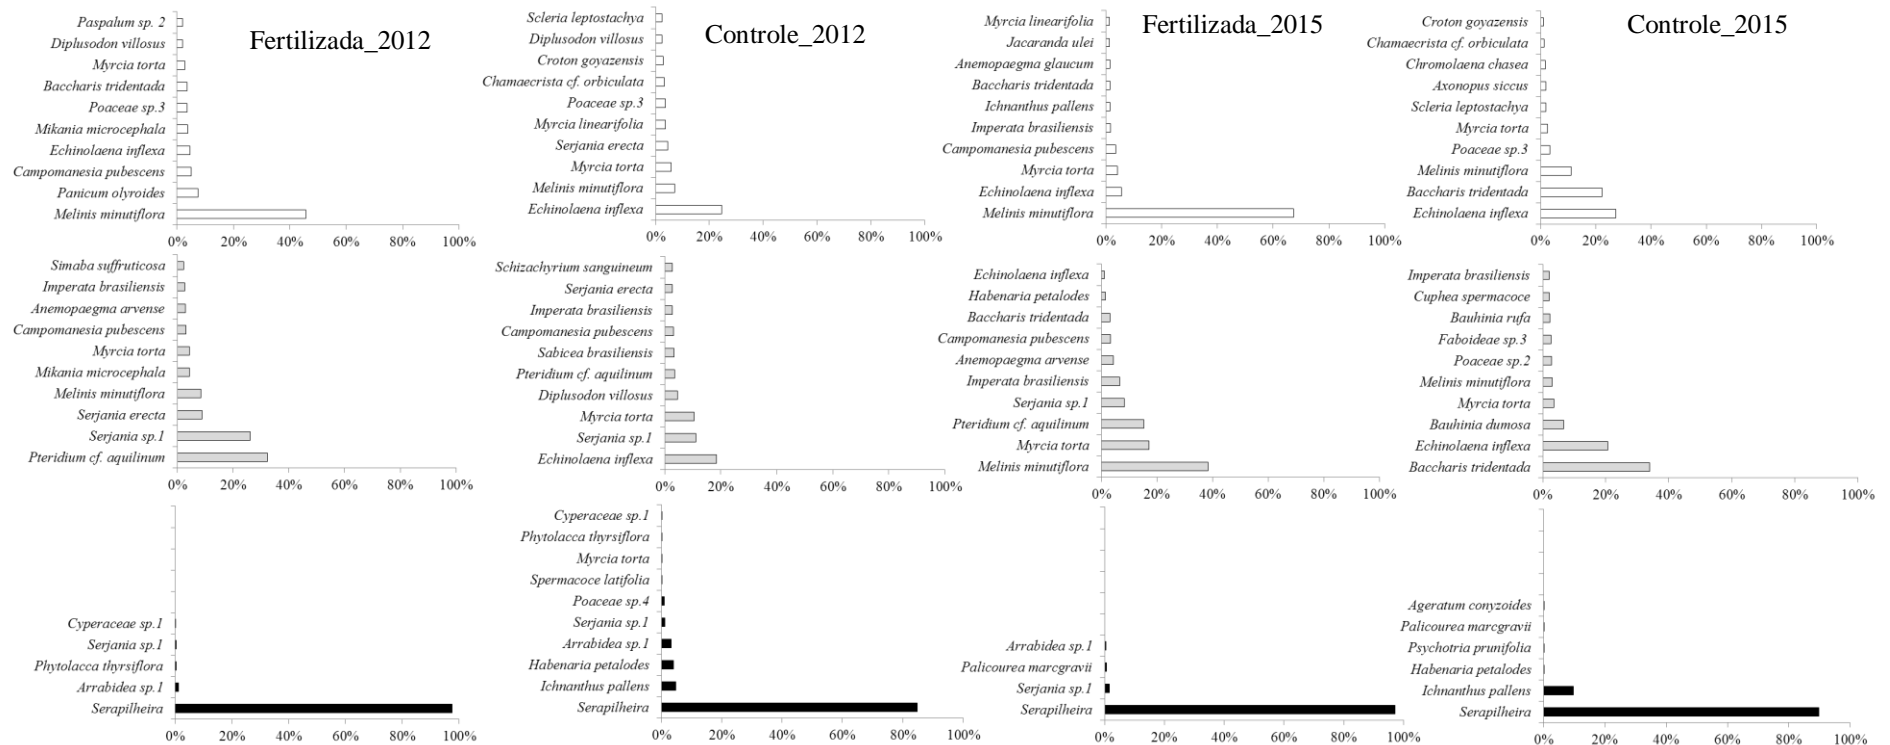 Fertilizada_2012
Paspalum sp. 2
Diplusodon villosus
Myrcia torta
Baccharis tridentada
Poaceae sp.3
Mikania microcephala
Echinolaena inflexa
Campomanesia pubescens
Panicum olyroides
Melinis minutiflora
0% 20% 40% 60% 80% 100%
Controle_2012
Scleria leptostachya
Diplusodon villosus
Croton goyazensis
Chamaecrista cf. orbiculata
Poaceae sp.3
Myrcia linearifolia
Serjania erecta
Myrcia torta
Melinis minutiflora
Echinolaena inflexa
0% 20% 40% 60% 80% 100%
Fertilizada_2015
Myrcia linearifolia
Jacaranda ulei
Anemopaegma glaucum
Baccharis tridentada
Ichnanthus pallens
Imperata brasiliensis
Campomanesia pubescens
Myrcia torta
Echinolaena inflexa
Melinis minutiflora
0% 20% 40% 60% 80% 100%
Controle_2015
Croton goyazensis
Chamaecrista cf. orbiculata
Chromolaena chasea
Axonopus siccus
Scleria leptostachya
Myrcia torta
Poaceae sp.3
Melinis minutiflora
Baccharis tridentada
Echinolaena inflexa
0% 20% 40% 60% 80% 100%
Simaba suffruticosa
Imperata brasiliensis
Anemopaegma arvense
Campomanesia pubescens
Myrcia torta
Mikania microcephala
Melinis minutiflora
Serjania erecta
Serjania sp.1
Pteridium cf. aquilinum
0% 20% 40% 60% 80% 100%
Schizachyrium sanguineum
Serjania erecta
Imperata brasiliensis
Campomanesia pubescens
Sabicea brasiliensis
Pteridium cf. aquilinum
Diplusodon villosus
Myrcia torta
Serjania sp.1
Echinolaena inflexa
0% 20% 40% 60% 80% 100%
Echinolaena inflexa
Habenaria petalodes
Baccharis tridentada
Campomanesia pubescens
Anemopaegma arvense
Imperata brasiliensis
Serjania sp.1
Pteridium cf. aquilinum
Myrcia torta
Melinis minutiflora
0% 20% 40% 60% 80% 100%
Imperata brasiliensis
Cuphea spermacoce
Bauhinia rufa
Faboideae sp.3
Poaceae sp.2
Melinis minutiflora
Myrcia torta
Bauhinia dumosa
Echinolaena inflexa
Baccharis tridentada
0% 20% 40% 60% 80% 100%
Cyperaceae sp.1
Serjania sp.1
Phytolacca thyrsiflora
Arrabidea sp.1
Serapilheira
0% 20% 40% 60% 80% 100%
Cyperaceae sp.1
Phytolacca thyrsiflora
Myrcia torta
Spermacoce latifolia
Poaceae sp.4
Serjania sp.1
Arrabidea sp.1
Habenaria petalodes
Ichnanthus pallens
Serapilheira
0% 20% 40% 60% 80% 100%
Arrabidea sp.1
Palicourea marcgravii
Serjania sp.1
Serapilheira
0% 20% 40% 60% 80% 100%
Ageratum conyzoides
Palicourea marcgravii
Psychotria prunifolia
Habenaria petalodes
Ichnanthus pallens
Serapilheira
0% 20% 40% 60% 80% 100%